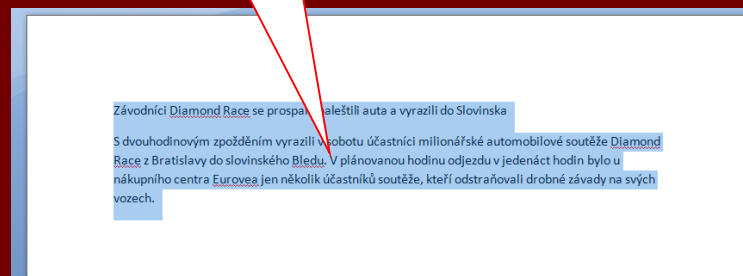 Závodníci Diamond Race se prospali, naleštili auta a vyrazili do Slovinska
S dvouhodinovým zpožděním vyrazili v sobotu účastníci milionářské automobilové soutěže Diamond
Race z Bratislavy do slovinského Bledu. V plánovanou hodinu odjezdu v jedenáct hodin bylo u
nákupního centra Eurovea jen několik účastníků soutěže, kteří odstraňovali drobné závady na svých
vozech.